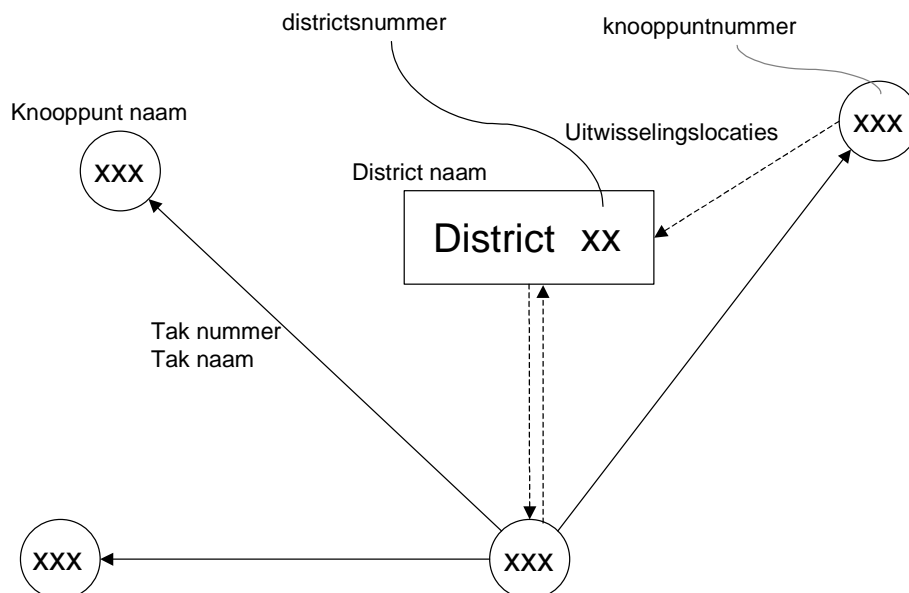 districtsnummer
knooppuntnummer
Knooppunt naam
xxx
Uitwisselingslocaties
xxx
District naam
District xx
Tak nummer
Tak naam
xxx
xxx